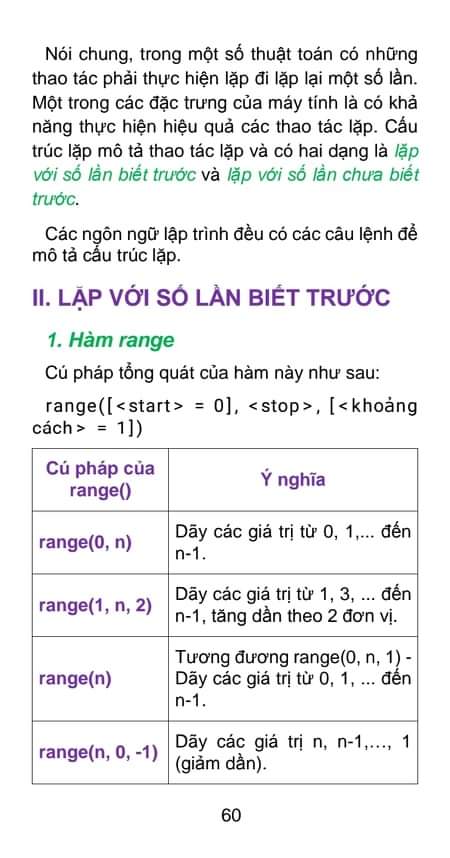 Nói chung, trong một số thuật toán có những
thao tác phải thực hiện lặp đi lặp lại một số lần.
Một trong các đặc trưng của máy tính là có khả
năng thực hiện hiệu quả các thao tác lặp. Cấu
trúc lặp mô tả thao tác lặp và có hai dạng là lặp
với số lần biết trước và lặp với số lần chưa biết
trước.
Các ngôn ngữ lập trình đều có các câu lệnh để
mô tả cấu trúc lặp.
II. LẶP VỚI SỐ LẦN BIẾT TRƯỚC
1. Hàm range
Cú pháp tổng quát của hàm này như sau:
range([<start> = 0], <stop>, [<khoảng
cách> = 1])
Cú pháp của
range()
Ý nghĩa
range(0, n)
Dãy các giá trị từ 0, 1,... đến
n-1.
range(1, n, 2)
Dãy các giá trị từ 1, 3, ... đến
n-1, tăng dần theo 2 đơn vị.
range(n)
Tương đương range(0, n, 1) -
Dãy các giá trị từ 0, 1, ... đến
n-1.
range(n, 0, -1)
Dãy các giá trị n, n-1,..., 1
(giảm dần).
60